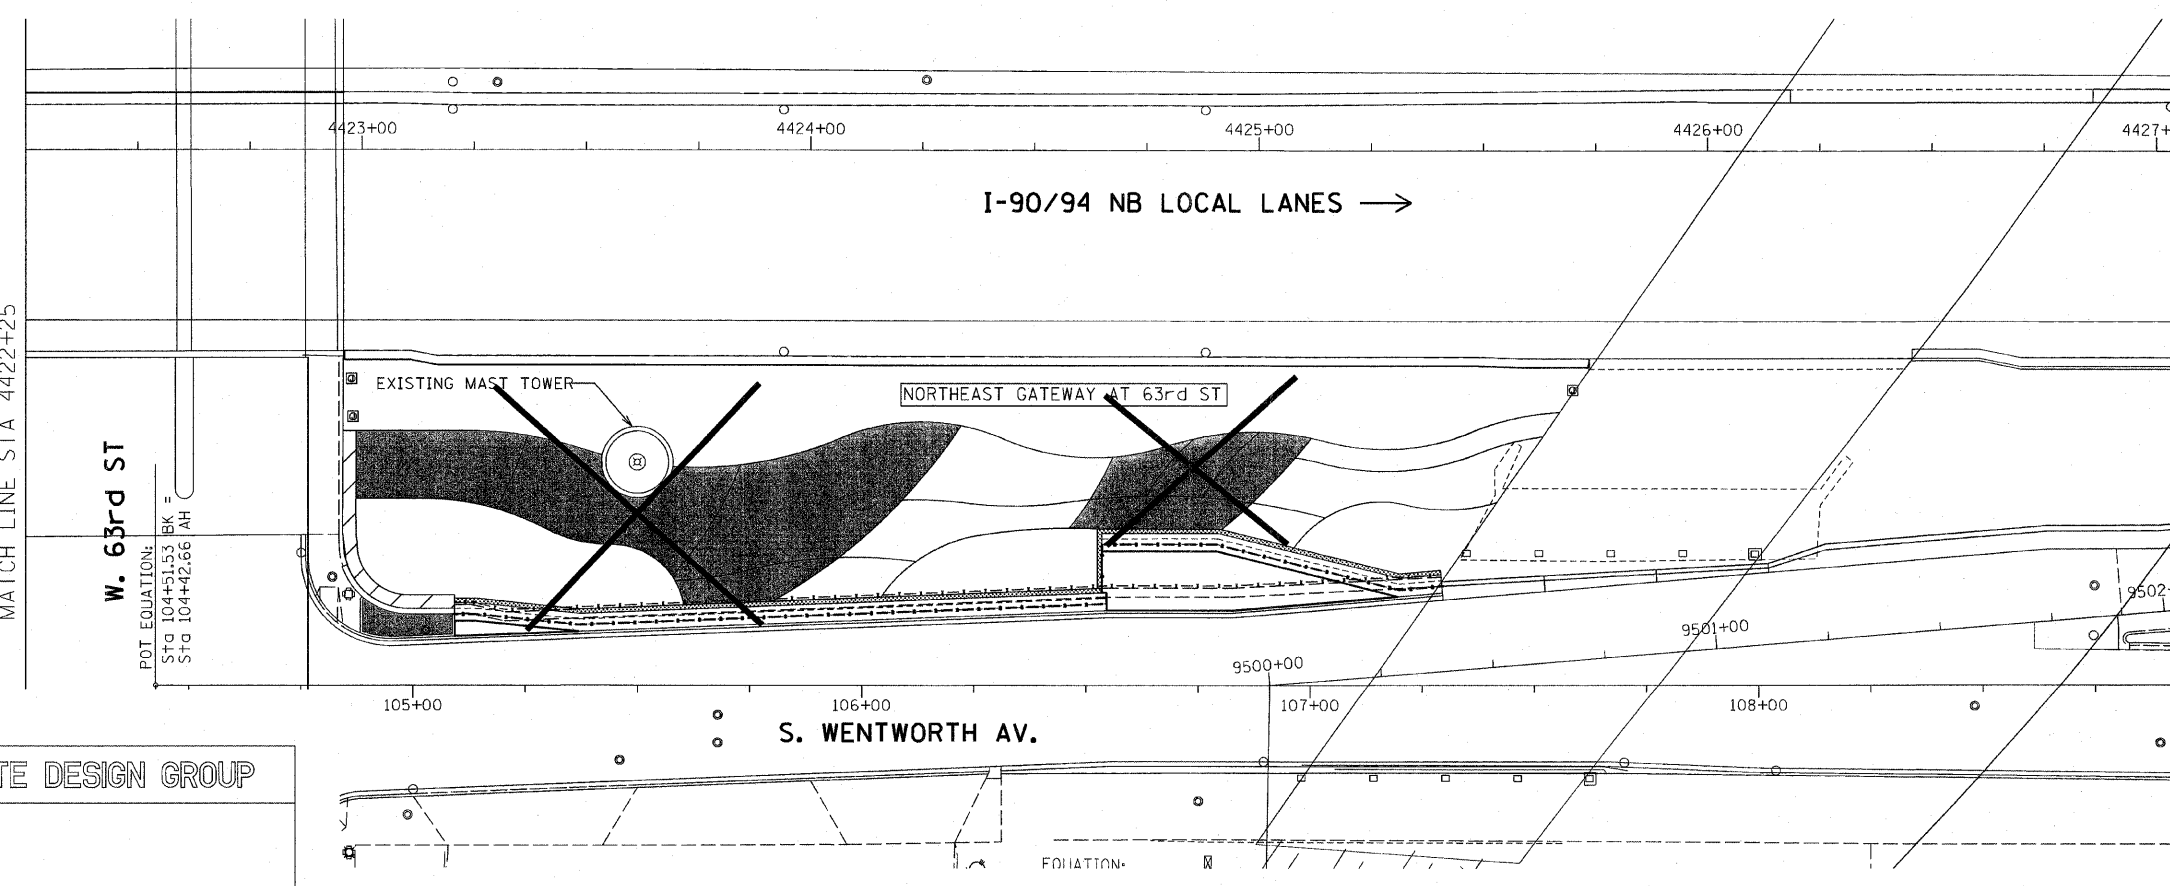 4423+00
4424+00
4425+00
4426+00
4427+
I-90/94 NB LOCAL LANES
MATCH LINE STA 4422+25
EXISTING MAST TOWER
NORTHEAST GATEWAY AT 63rd ST
W. 63rd ST
POT EQUATION:
Sta 104+51.53 BK =
Sta 104+42.66 AH
9502+
9501+00
9500+00
105+00
106+00
107+00
108+00
S. WENTWORTH AV.
TE DESIGN GROUP
EQUATION: